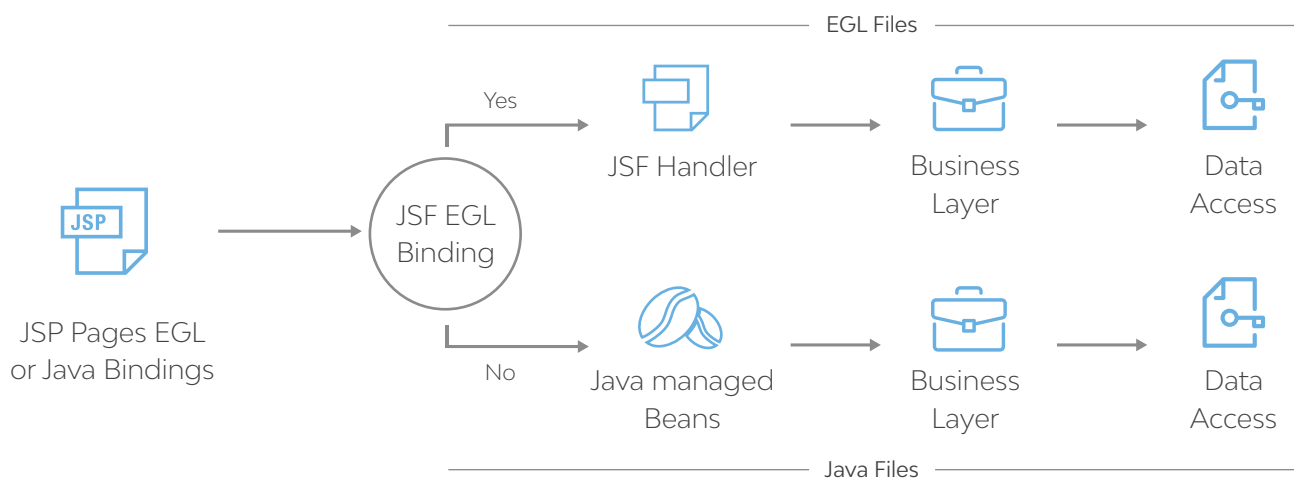 EGL Files
Yes
JSF Handler
Business
Layer
Data
Access
JSP
JSP Pages EGL
or Java Bindings
JSF EGL
Binding
No
Java managed
Beans
Business
Layer
Data
Access
Java Files